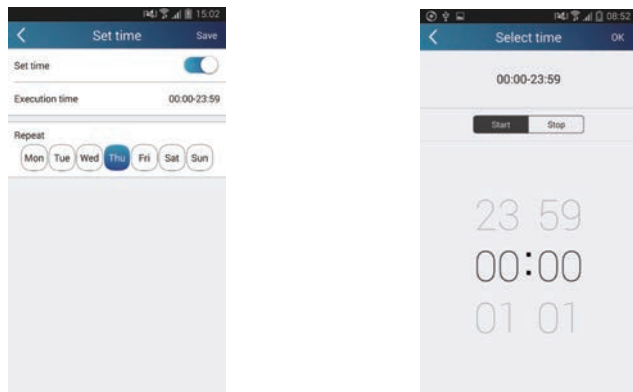 15:02
Set time
Save
Set time
Execution time 00:00-23:59
Repeat
Mon Tue Wed Thu Fri Sat Sun
08:52
Select time
OK
00:00-23:59
Start Stop
23 59
00:00
01 01